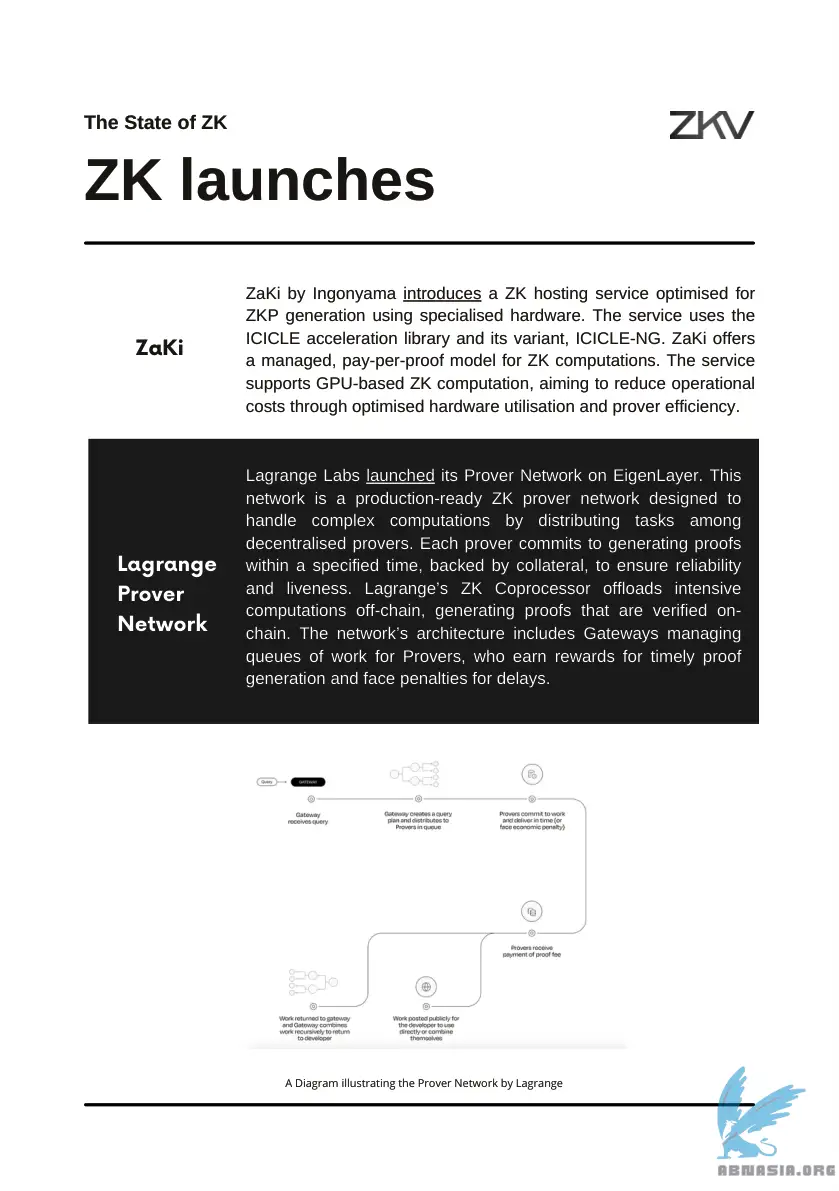 The State of ZK
ZKV
ZK launches
ZaKi
ZaKi by Ingonyama introduces a ZK hosting service optimised for
ZKP generation using specialised hardware. The service uses the
ICICLE acceleration library and its variant, ICICLE-NG. ZaKi offers
a managed, pay-per-proof model for ZK computations. The service
supports GPU-based ZK computation, aiming to reduce operational
costs through optimised hardware utilisation and prover efficiency.
Lagrange
Prover
Network
Lagrange Labs launched its Prover Network on EigenLayer. This
network is a production-ready ZK prover network designed to
handle complex computations by distributing tasks among
decentralised provers. Each prover commits to generating proofs
within a specified time, backed by collateral, to ensure reliability
and liveness. Lagrange’s ZK Coprocessor offloads intensive
computations off-chain, generating proofs that are verified on-
chain. The network’s architecture includes Gateways managing
queues of work for Provers, who earn rewards for timely proof
generation and face penalties for delays.
Query
GATEWAY
Gateway
receives query
Gateway creates a query
plan and distributes to
Provers in queue
Provers commit to work
and deliver in time (or
face economic penalty)
Provers receive
payment of proof fee
Work returned to gateway
and Gateway combines
work recursively to return
to developer
Work posted publicly for
the developer to use
directly or combine
themselves
A Diagram illustrating the Prover Network by Lagrange
ABNASIA.ORG